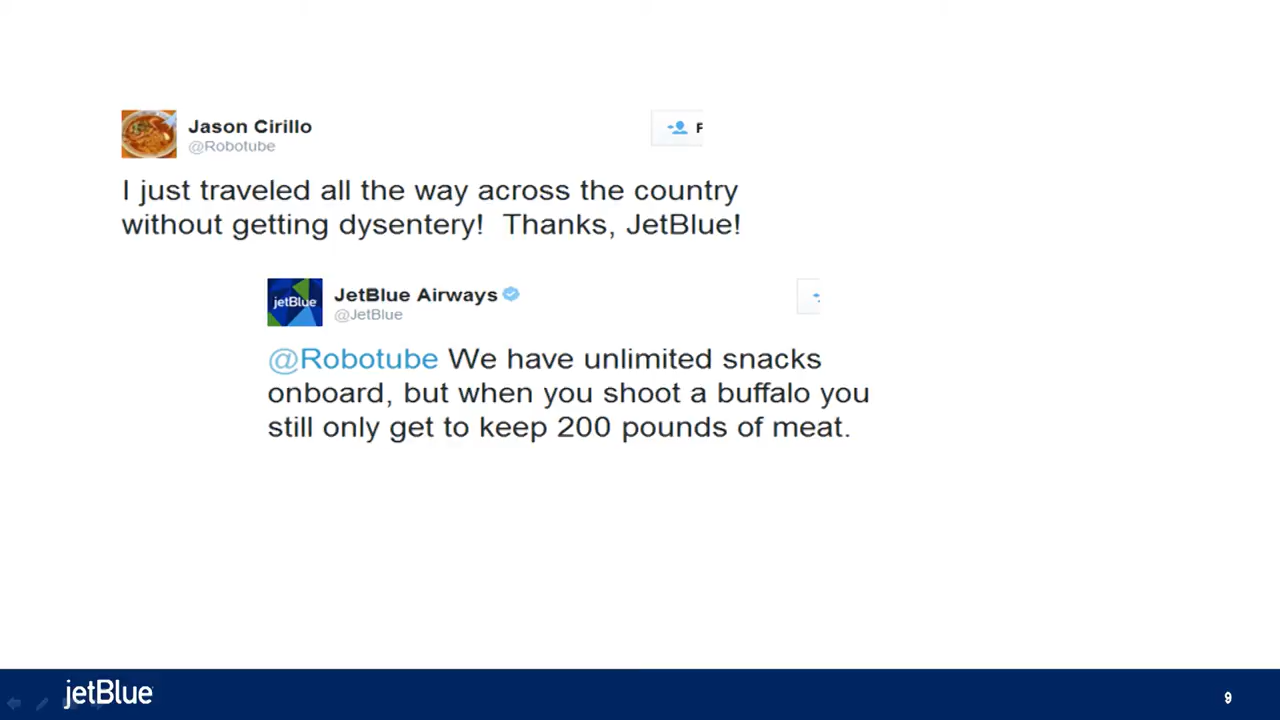 Jason Cirillo
@Robotube
F
I just traveled all the way across the country
without getting dysentery!  Thanks, JetBlue!
jetBlue
JetBlue Airways
@JetBlue
@Robotube We have unlimited snacks
onboard, but when you shoot a buffalo you
still only get to keep 200 pounds of meat.
jetBlue
9